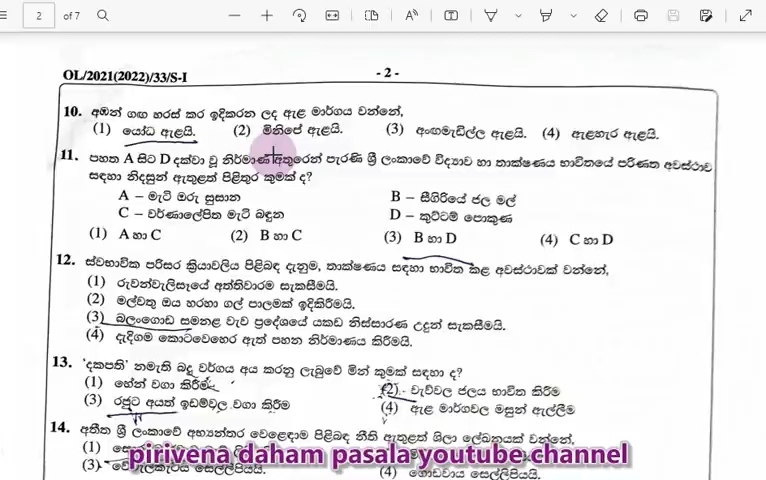 2 of 7
OL/2021(2022)/33/S-I
- 2 -
10. අඹන් ගඟ හරස් කර ඉදිකරන ලද ඇළ මාර්ගය වන්නේ,
(1) යෝධ ඇළයි. (2) මිනිපේ ඇළයි. (3) අංගමැඩිල්ල ඇළයි. (4) ඇළහැර ඇළයි.
11. පහත A සිට D දක්වා වූ නිර්මාණ අතුරෙන් පැරණි ශ්‍රී ලංකාවේ විද්‍යාව හා තාක්ෂණය භාවිතයේ පරිණත අවස්ථාව
සඳහා නිදසුන් ඇතුළත් පිළිතුර කුමක් ද?
A – මැටි ඔරු සුසාන B – සීගිරියේ ජල මල්
C – වර්ණාලේපිත මැටි බඳුන D – කුට්ටම් පොකුණ
(1) A හා C (2) B හා C (3) B හා D (4) C හා D
12. ස්වභාවික පරිසර ක්‍රියාවලිය පිළිබඳ දැනුම, තාක්ෂණය සඳහා භාවිත කළ අවස්ථාවක් වන්නේ,
(1) රුවන්වැලිසෑයේ අත්තිවාරම සැකසීමයි.
(2) මල්වතු ඔය හරහා ගල් පාලමක් ඉදිකිරීමයි.
(3) බලංගොඩ සමනළ වැව ප්‍රදේශයේ යකඩ නිස්සාරණ උඳුන් සැකසීමයි.
(4) දැදිගම කොටවෙහෙර ඇත් පහන නිර්මාණය කිරීමයි.
13. 'දකපති' නමැති බදු වර්ගය අය කරනු ලැබුවේ මින් කුමක් සඳහා ද?
(1) හේන් වගා කිරීම (2) වැව්වල ජලය භාවිත කිරීම
(3) රජුට අයත් ඉඩම්වල වගා කිරීම (4) ඇළ මාර්ගවල මසුන් ඇල්ලීම
14. අතීත ශ්‍රී ලංකාවේ අභ්‍යන්තර වෙළෙඳාම පිළිබඳ නීති ඇතුළත් ශිලා ලේඛනයක් වන්නේ,
(1)
(3) (4) ගොඩවාය සෙල්ලිපියයි.
pirivena daham pasala youtube channel